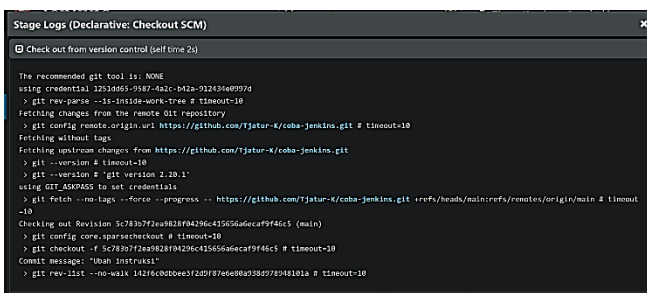 Stage Logs (Declarative: Checkout SCM)
Check out from version control (self time 2s)
The recommended git tool is: NONE
using credential 1251dd65-9587-4a2c-b42a-912434e0997d
> git rev-parse --is-inside-work-tree # timeout=10
Fetching changes from the remote Git repository
> git config remote.origin.url https://github.com/Tjatur-K/coba-jenkins.git # timeout=10
Fetching without tags
Fetching upstream changes from https://github.com/Tjatur-K/coba-jenkins.git
> git --version # timeout=10
> git --version # 'git version 2.20.1'
using GIT_ASKPASS to set credentials
> git fetch --no-tags --force --progress -- https://github.com/Tjatur-K/coba-jenkins.git +refs/heads/main:refs/remotes/origin/main # timeout
=10
Checking out Revision 5c783b7f2ea9828f04296c415656a6ecaf9f46c5 (main)
> git config core.sparsecheckout # timeout=10
> git checkout -f 5c783b7f2ea9828f04296c415656a6ecaf9f46c5 # timeout=10
Commit message: "Ubah instruksi"
> git rev-list --no-walk 142f6c0dbbee3f2d9f87e6e80a938d978948101a # timeout=10